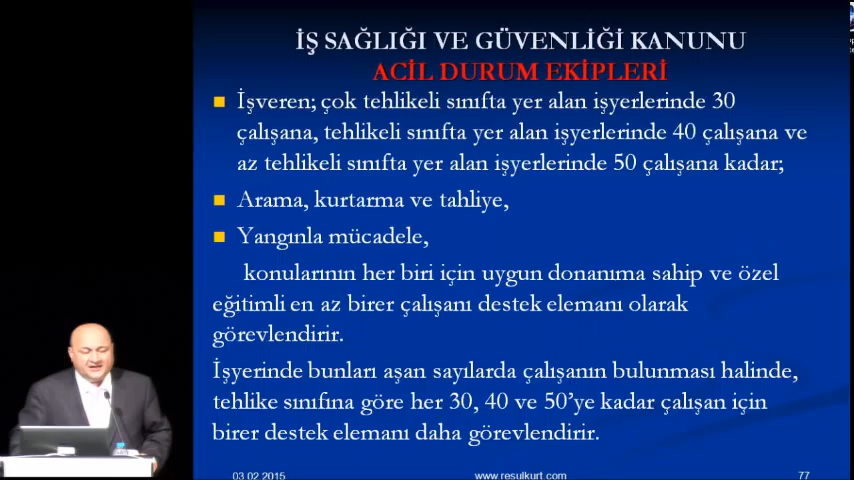 İŞ SAĞLIĞI VE GÜVENLİĞİ KANUNU
ACİL DURUM EKİPLERİ
İşveren; çok tehlikeli sınıfta yer alan işyerlerinde 30
çalışana, tehlikeli sınıfta yer alan işyerlerinde 40 çalışana ve
az tehlikeli sınıfta yer alan işyerlerinde 50 çalışana kadar;
Arama, kurtarma ve tahliye,
Yangınla mücadele,
konularının her biri için uygun donanıma sahip ve özel
eğitimli en az birer çalışanı destek elemanı olarak
görevlendirir.
İşyerinde bunları aşan sayılarda çalışanın bulunması halinde,
tehlike sınıfına göre her 30, 40 ve 50’ye kadar çalışan için
birer destek elemanı daha görevlendirir.
03.02.2015 www.resulkurt.com 77